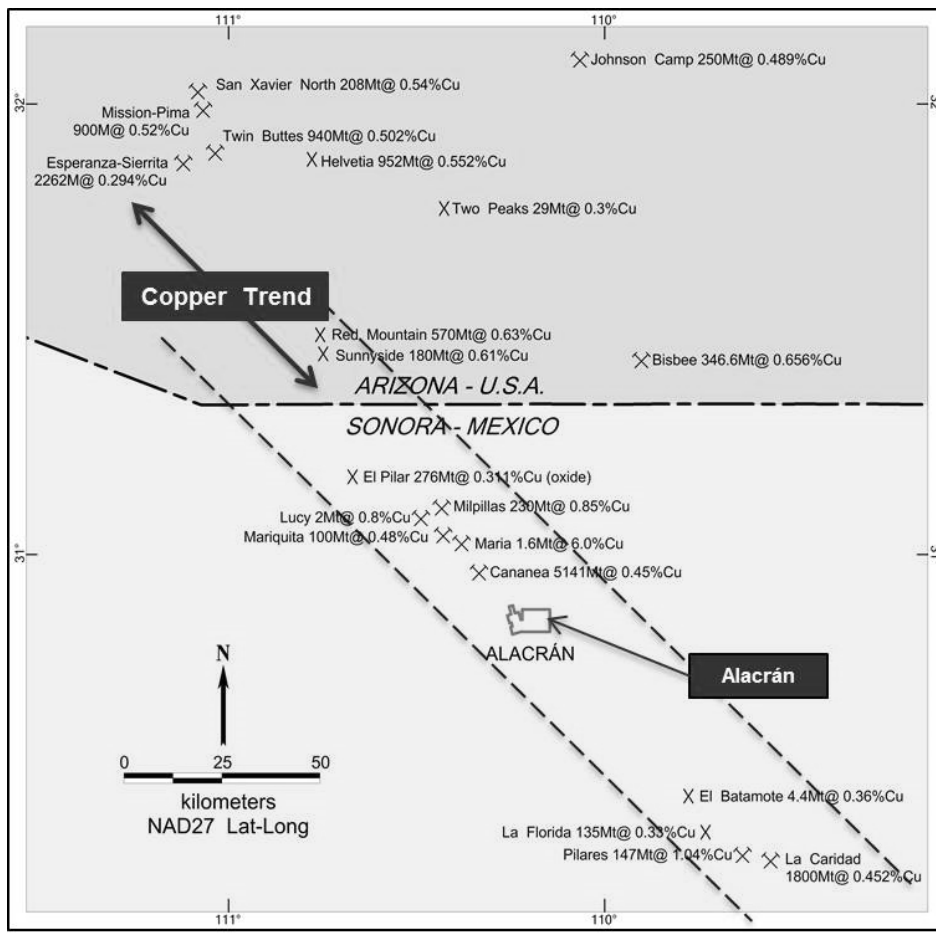 111°
110°
Johnson Camp 250Mt@ 0.489%Cu
San Xavier North 208Mt@ 0.54%Cu
32°
32
Mission-Pima
900M@ 0.52%Cu
Twin Buttes 940Mt@ 0.502%Cu
Esperanza-Sierrita
2262M@ 0.294%Cu
Helvetia 952Mt@ 0.552%Cu
Two Peaks 29Mt@ 0.3%Cu
Copper Trend
Red Mountain 570Mt@ 0.63%Cu
Sunnyside 180Mt@ 0.61%Cu
Bisbee 346.6Mt@ 0.656%Cu
ARIZONA - U.S.A.
SONORA - MEXICO
El Pilar 276Mt@ 0.311%Cu (oxide)
Milpillas 230Mt@ 0.85%Cu
Lucy 2Mt@ 0.8%Cu
Mariquita 100Mt@ 0.48%Cu
Maria 1.6Mt@ 6.0%Cu
31°
31
Cananea 5141Mt@ 0.45%Cu
ALACRÁN
Alacrán
N
0 25 50
kilometers
NAD27 Lat-Long
El Batamote 4.4Mt@ 0.36%Cu
La Florida 135Mt@ 0.33%Cu
Pilares 147Mt@ 1.04%Cu
La Caridad
1800Mt@ 0.452%Cu
111°
110°